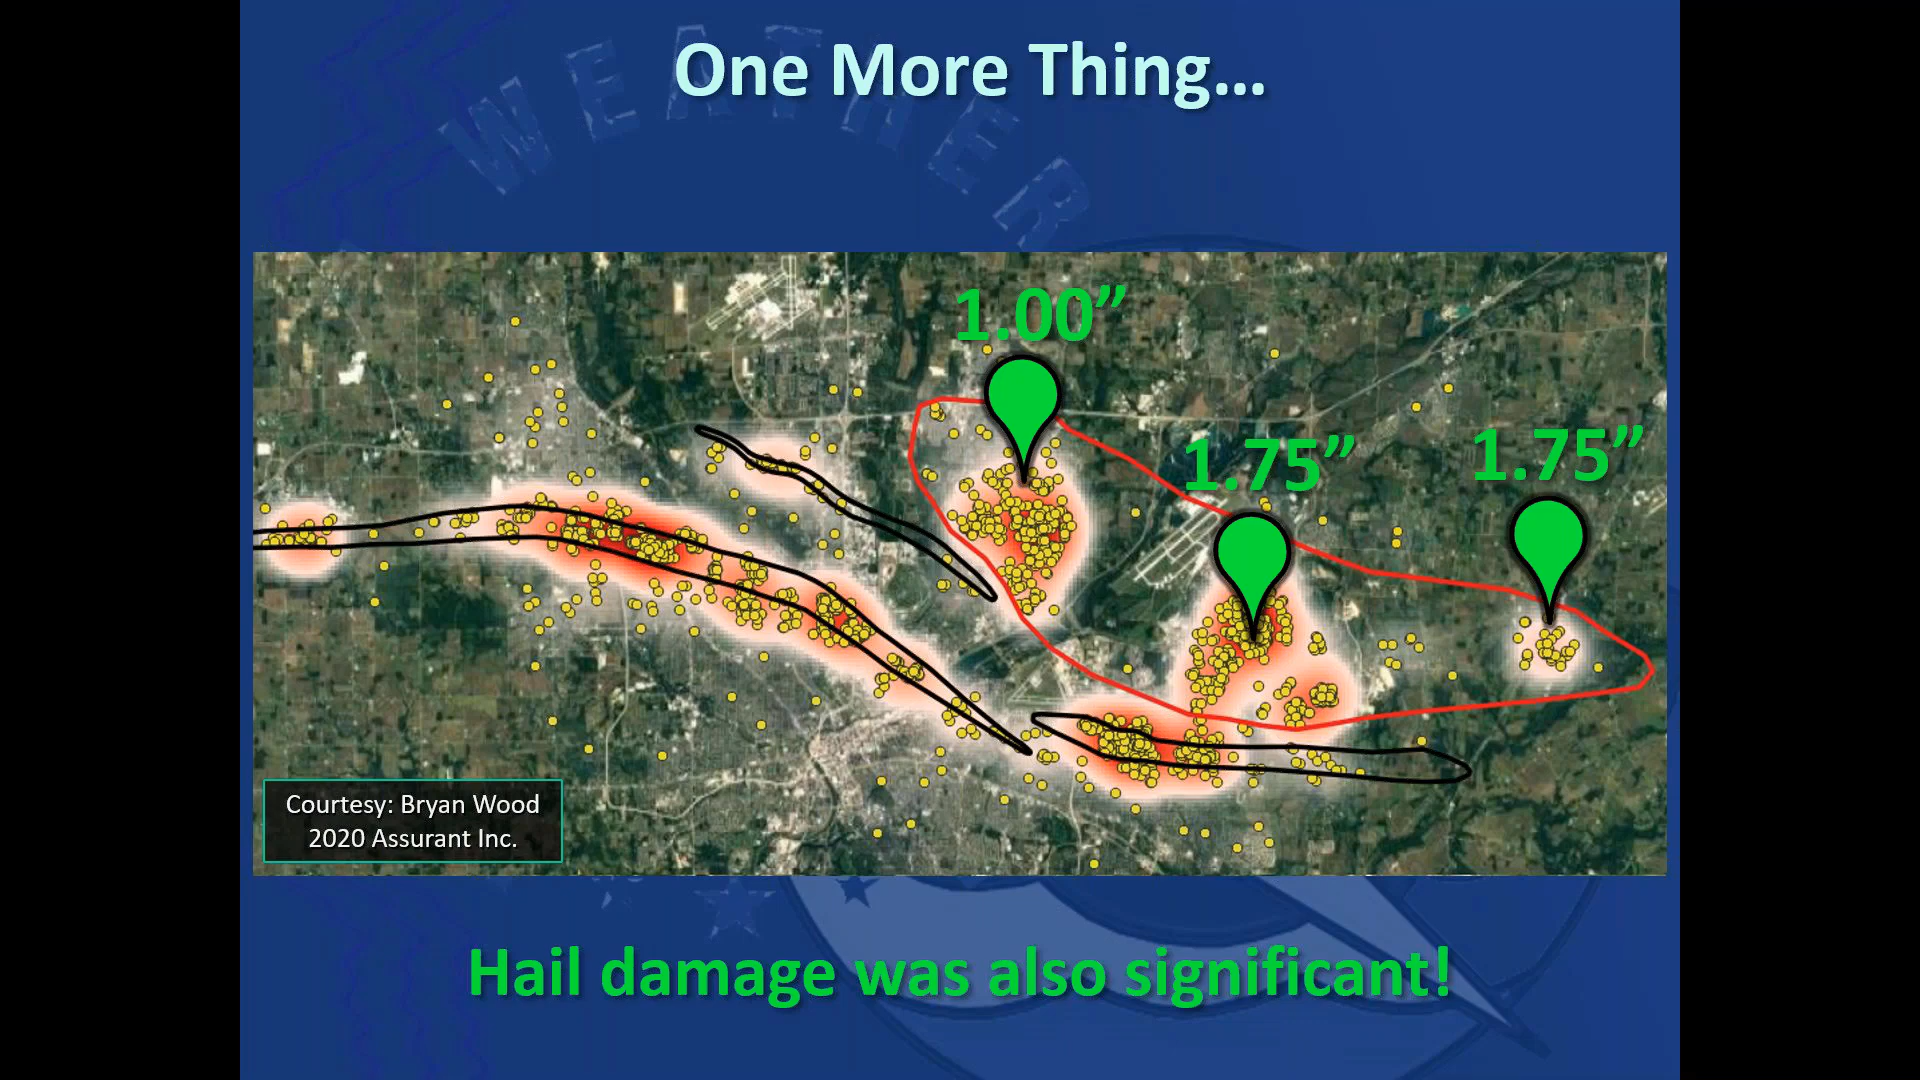 One More Thing...
WEATHER
1.00”
1.75”
1.75”
Courtesy: Bryan Wood
2020 Assurant Inc.
Hail damage was also significant!